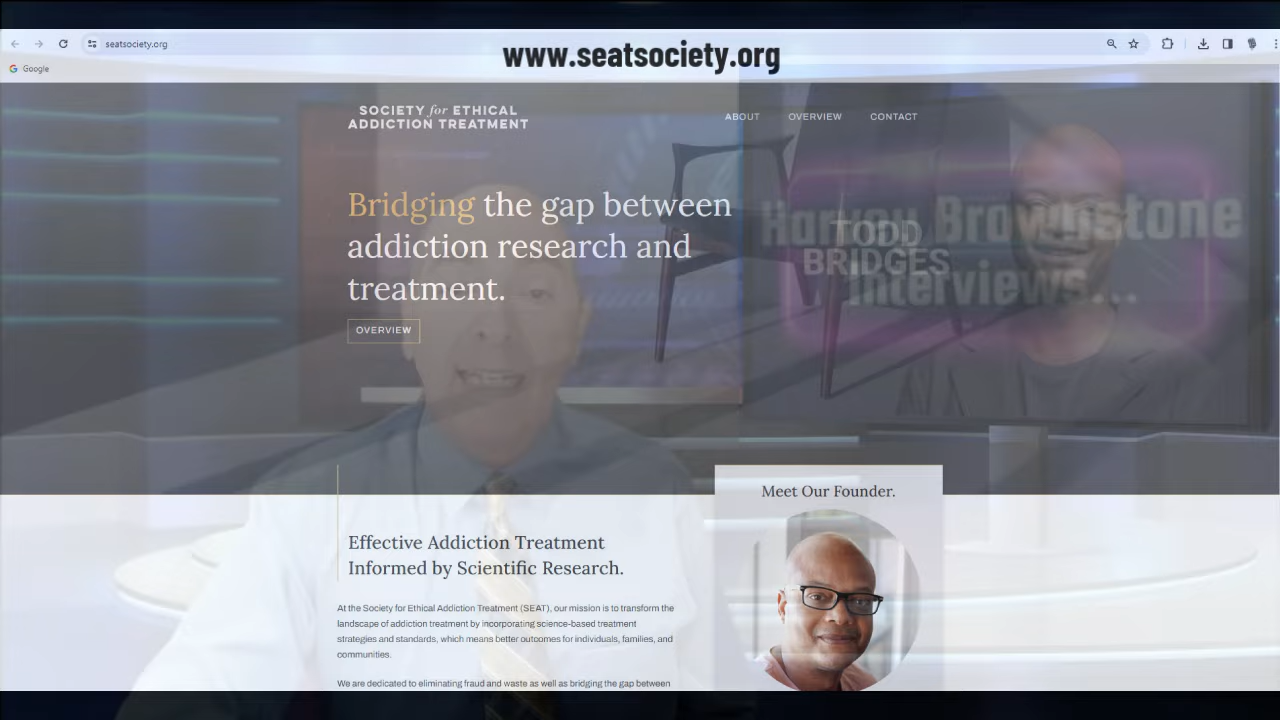 seatsociety.org
www.seatsociety.org
Google
SOCIETY for ETHICAL
ADDICTION TREATMENT
ABOUT
OVERVIEW
CONTACT
Bridging the gap between
addiction research and
treatment.
OVERVIEW
Harvey Brownstone
Interviews...
TODD
BRIDGES
Meet Our Founder.
Effective Addiction Treatment
Informed by Scientific Research.
At the Society for Ethical Addiction Treatment (SEAT), our mission is to transform the
landscape of addiction treatment by incorporating science-based treatment
strategies and standards, which means better outcomes for individuals, families, and
communities.
We are dedicated to eliminating fraud and waste as well as bridging the gap between